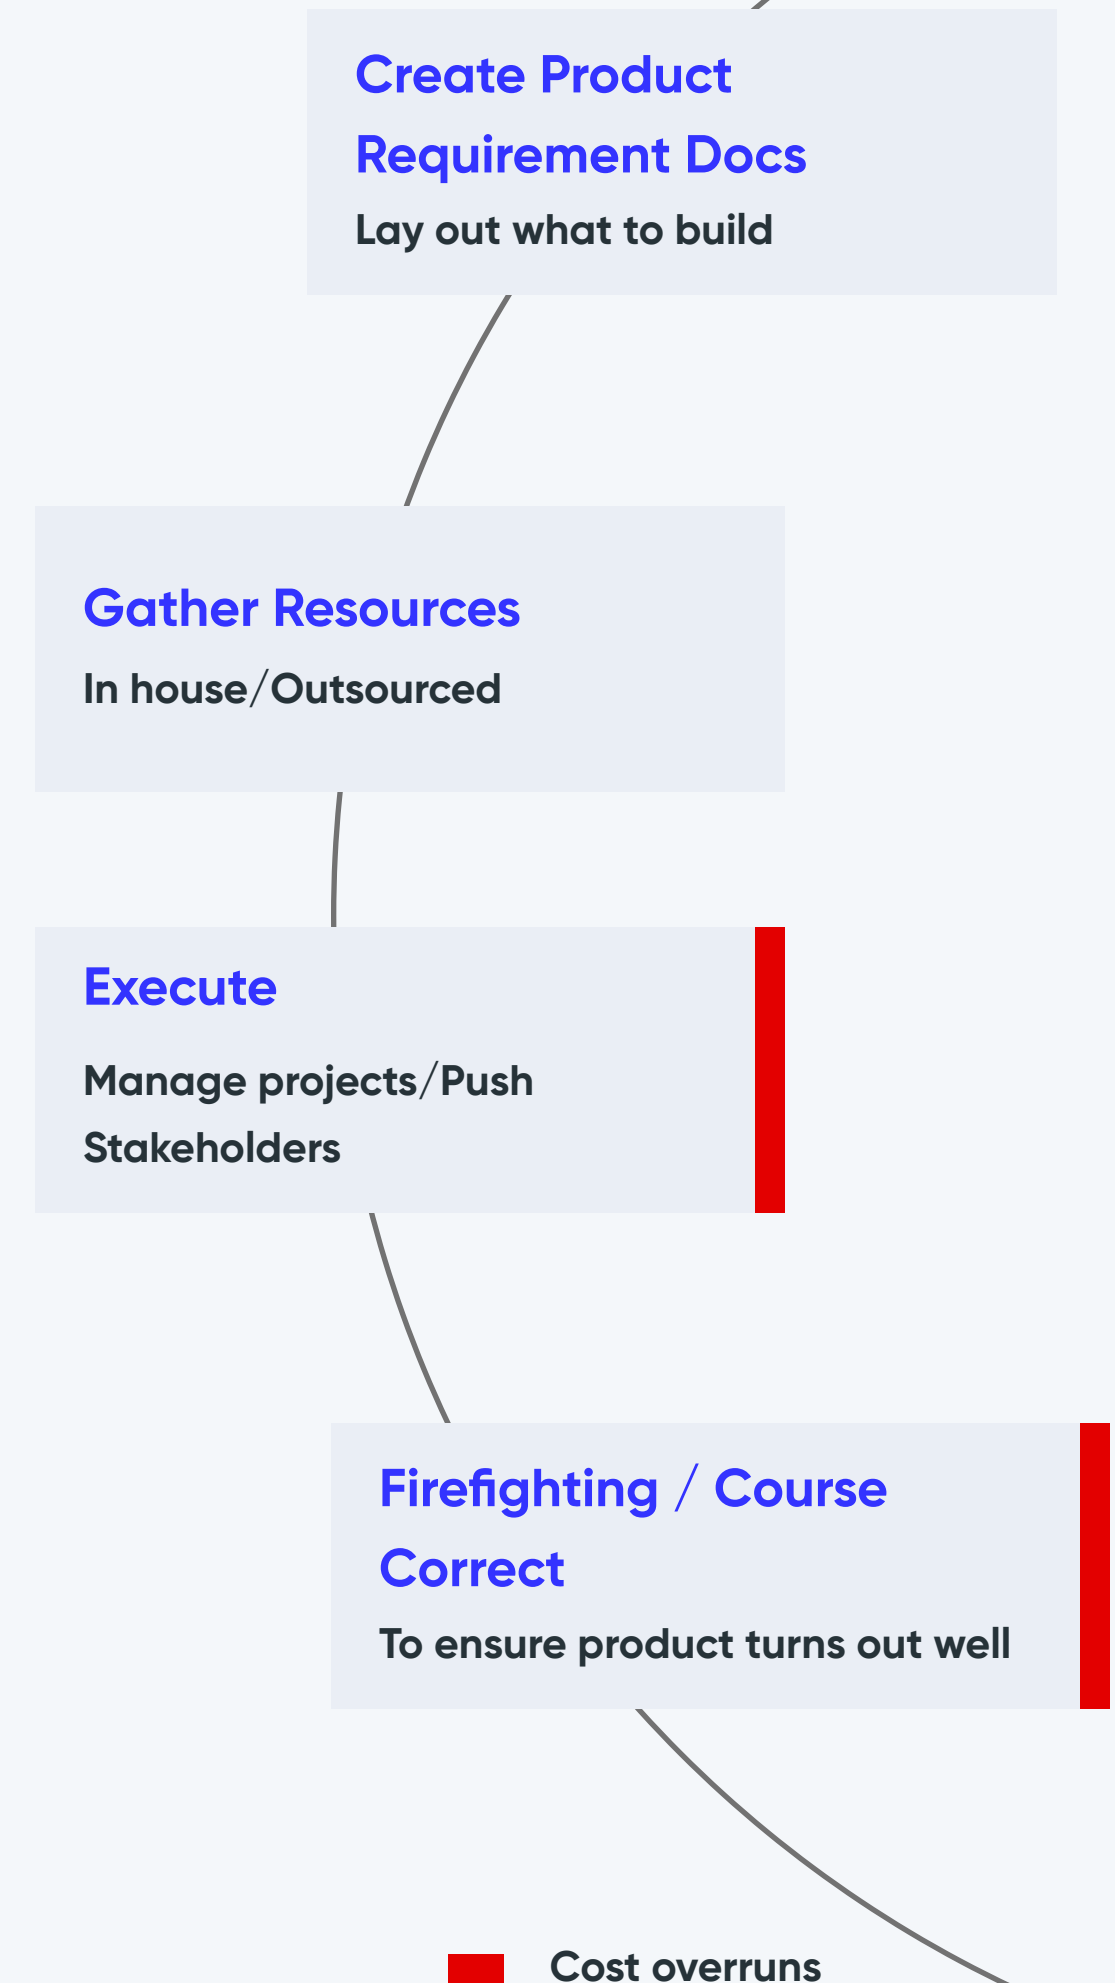 Create Product
Requirement Docs
Lay out what to build
Gather Resources
In house/Outsourced
Execute
Manage projects/Push
Stakeholders
Firefighting / Course
Correct
To ensure product turns out well
Cost overruns